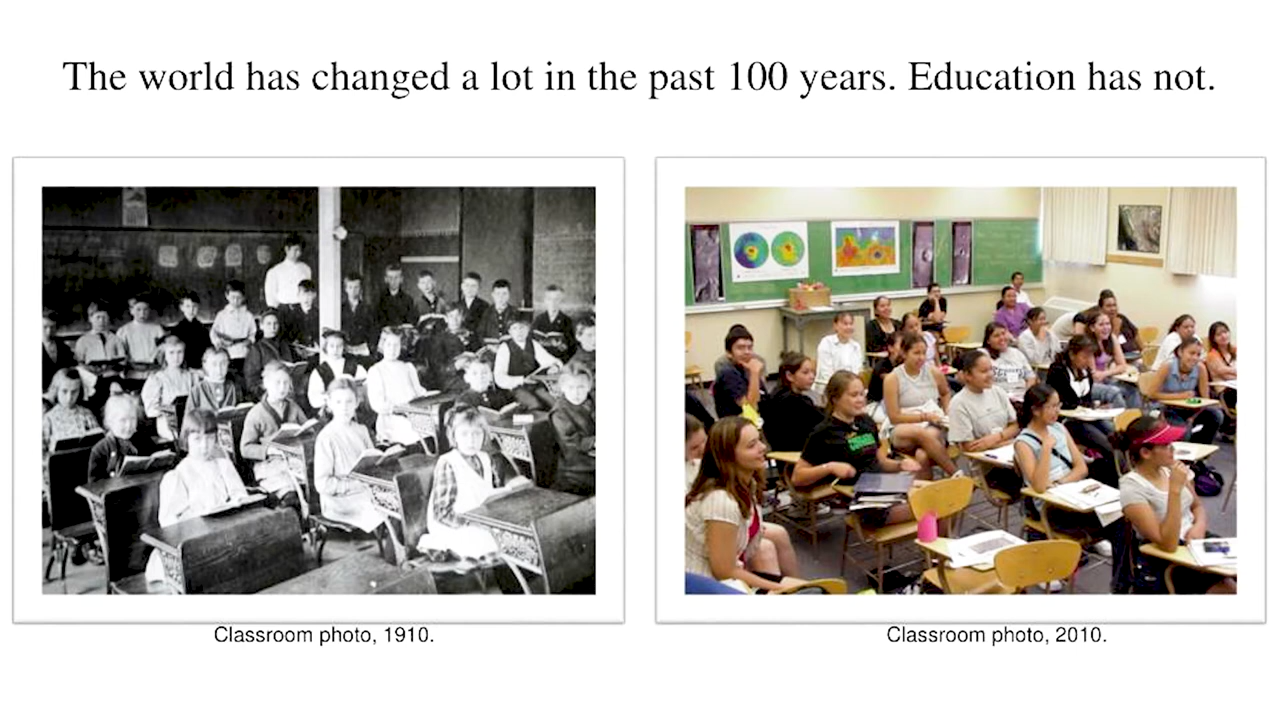 The world has changed a lot in the past 100 years. Education has not.
Classroom photo, 1910.
Classroom photo, 2010.